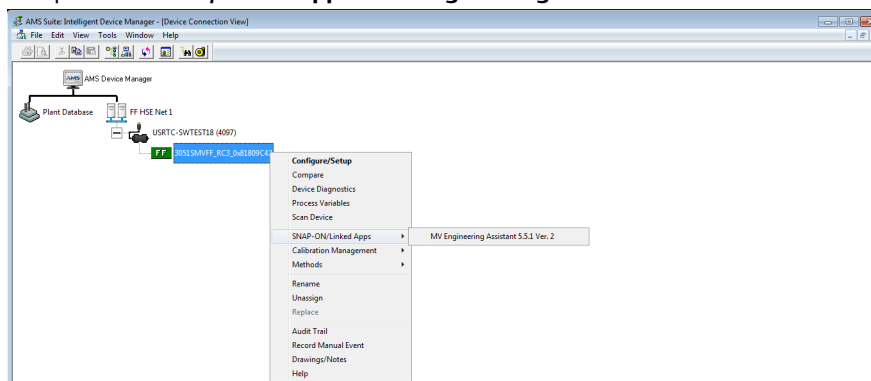 AMS Suite: Intelligent Device Manager - [Device Connection View]
File Edit View Tools Window Help
AMS AMS Device Manager
Plant Database FF HSE Net 1
USRTC-SWTEST18 (4097)
FF 3051SMVFF_RC3_0x81809C47
Configure/Setup
Compare
Device Diagnostics
Process Variables
Scan Device
SNAP-ON/Linked Apps MV Engineering Assistant 5.5.1 Ver. 2
Calibration Management
Methods
Rename
Unassign
Replace
Audit Trail
Record Manual Event
Drawings/Notes
Help